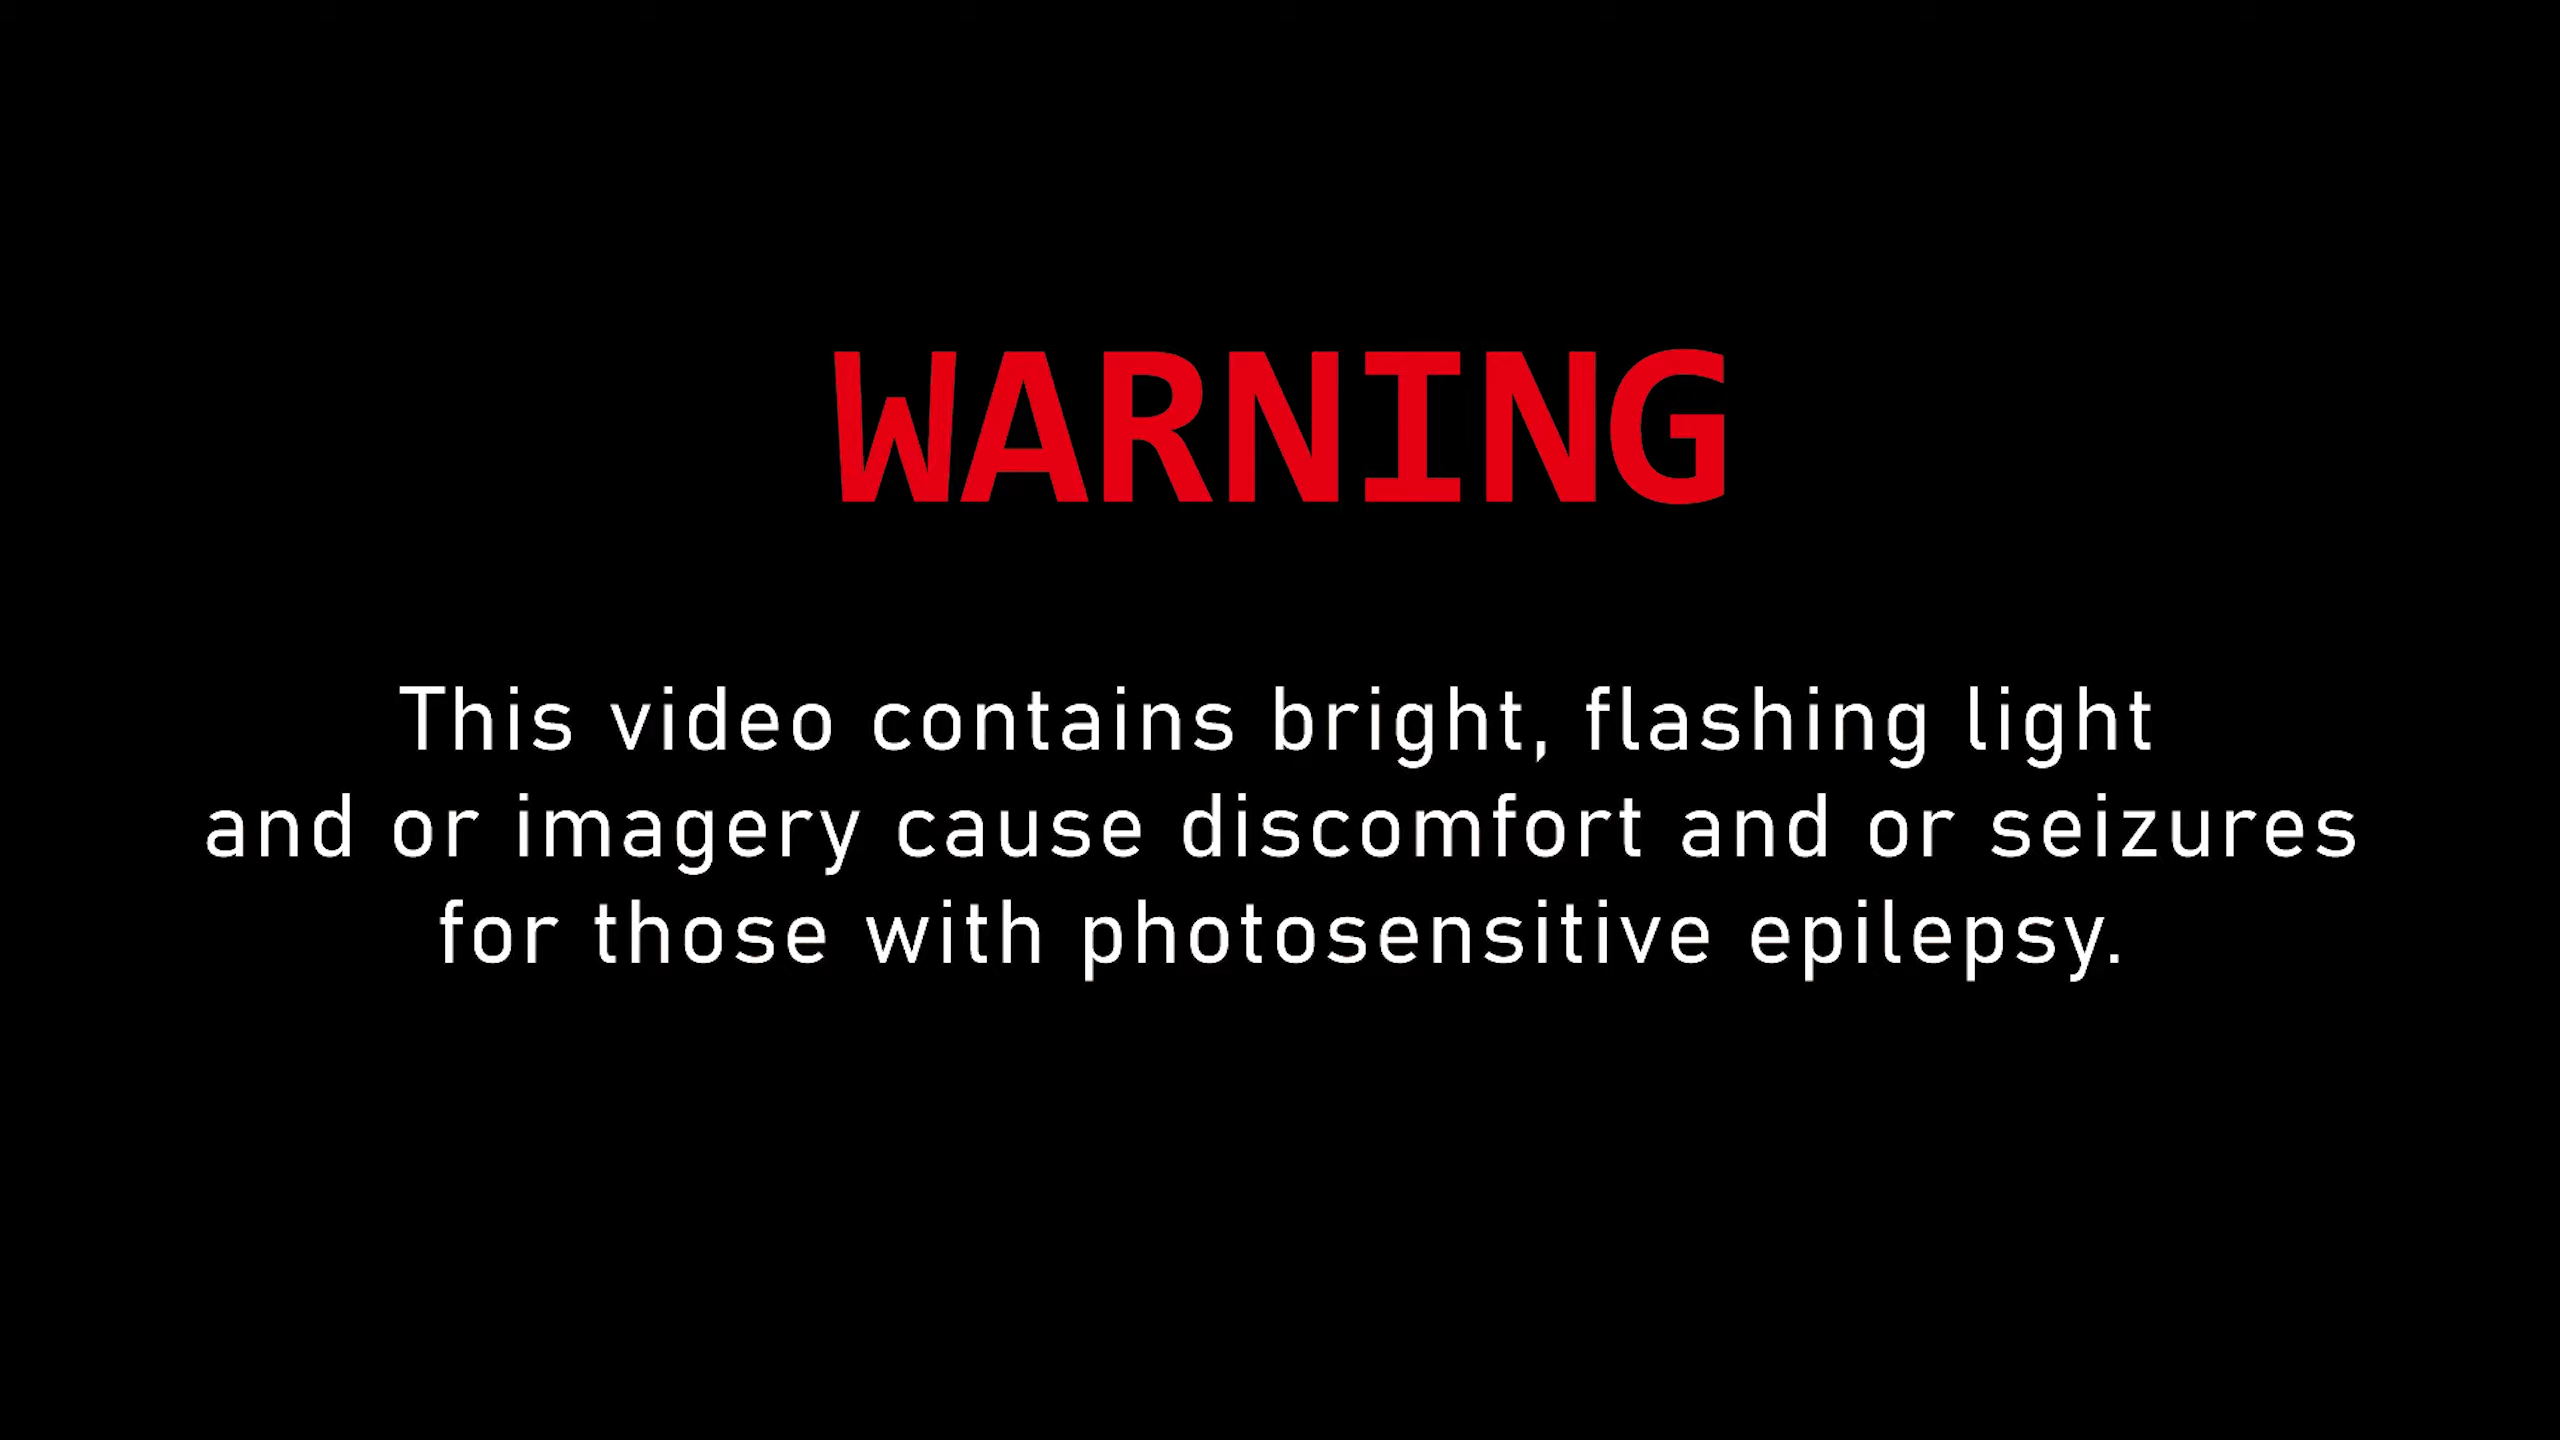 WARNING
This video contains bright, flashing light
and or imagery cause discomfort and or seizures
for those with photosensitive epilepsy.